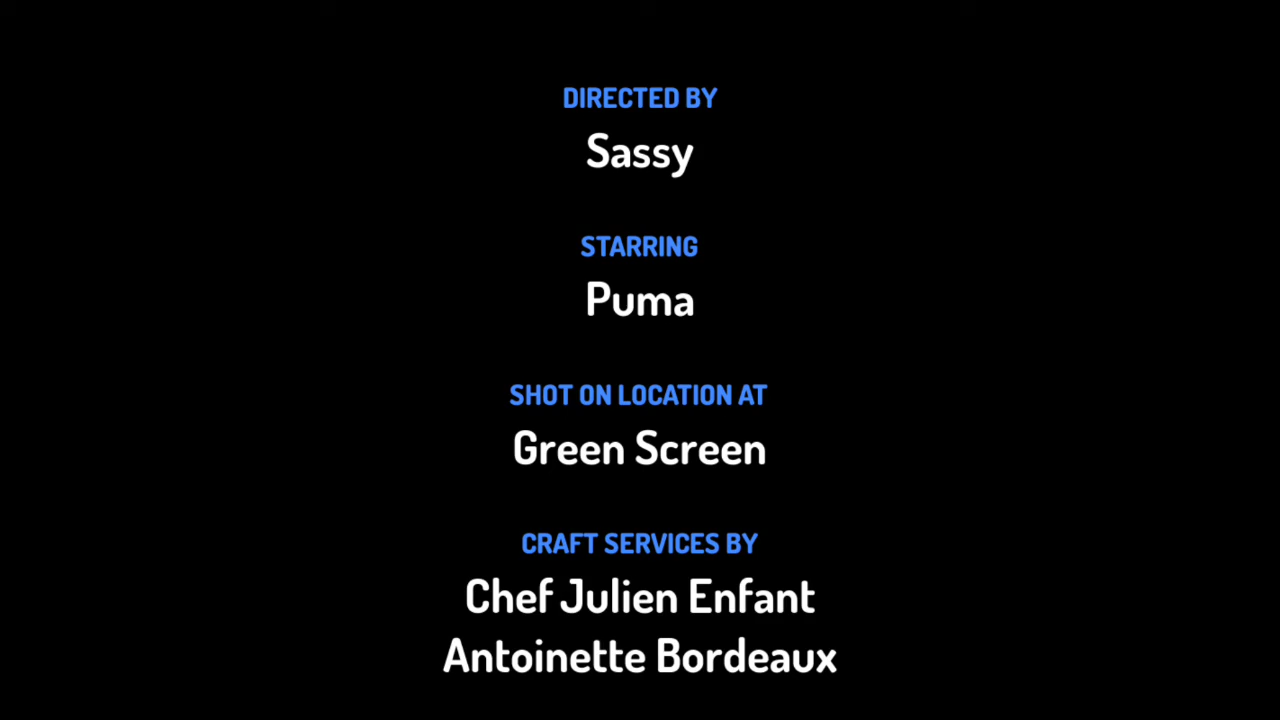 DIRECTED BY
Sassy
STARRING
Puma
SHOT ON LOCATION AT
Green Screen
CRAFT SERVICES BY
Chef Julien Enfant
Antoinette Bordeaux